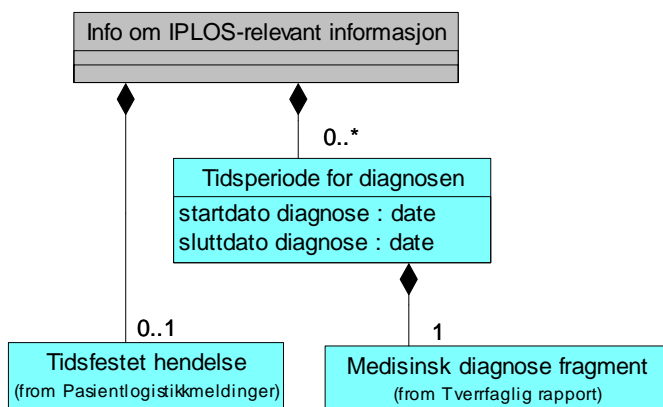 Info om IPLOS-relevant informasjon
0..*
Tidsperiode for diagnosen
startdato diagnose : date
sluttdato diagnose : date
0..1
1
Tidsfestet hendelse
(from Pasientlogistikkmeldinger)
Medisinsk diagnose fragment
(from Tverrfaglig rapport)